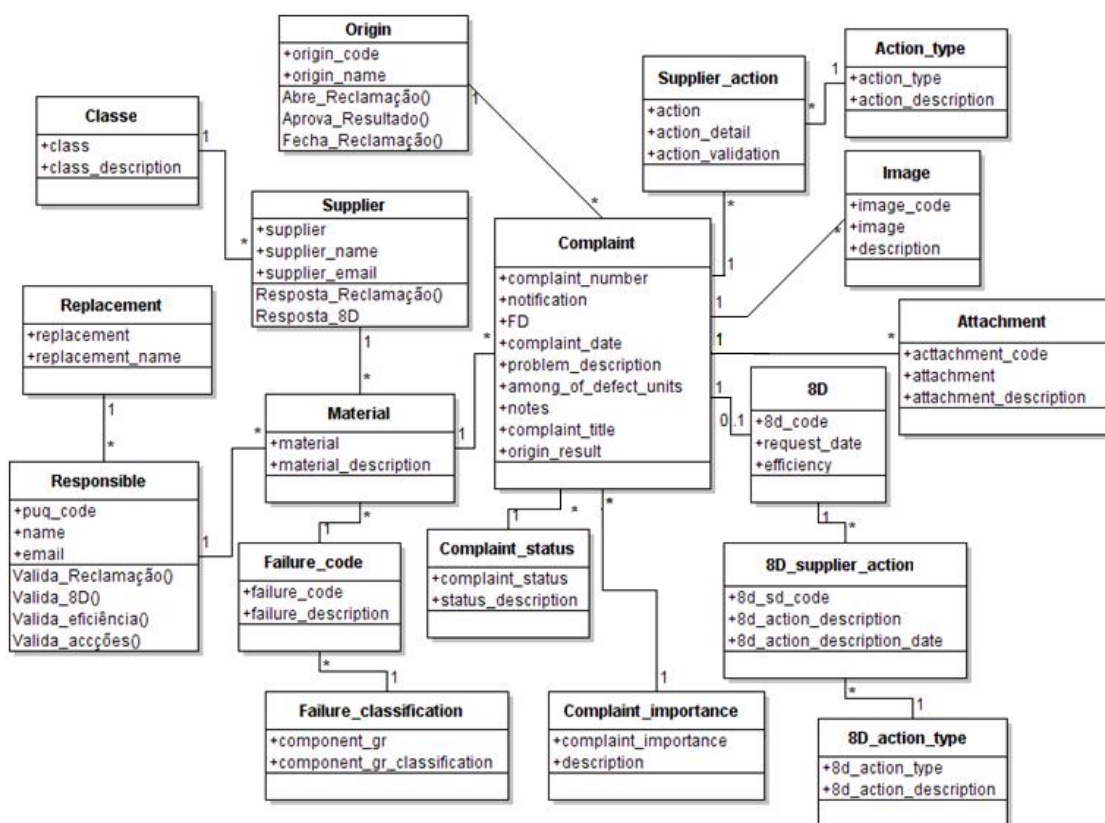 Origin
+origin_code
+origin_name
Abre_Reclamação()
Aprova_Resultado()
Fecha_Reclamação()
1
*
Supplier_action
+action
+action_detail
+action_validation
*
1
Action_type
+action_type
+action_description
Classe
+class
+class_description
1
*
Image
+image_code
+image
+description
*
Supplier
+supplier
+supplier_name
+supplier_email
Resposta_Reclamação()
Resposta_8D
1
*
Complaint
+complaint_number
+notification
+FD
+complaint_date
+problem_description
+among_of_defect_units
+notes
+complaint_title
+origin_result
*
1
1
1
1
*
Replacement
+replacement
+replacement_name
1
*
Attachment
+acttachment_code
+attachment
+attachment_description
*
Material
+material
+material_description
1
*
0..1
8D
+8d_code
+request_date
+efficiency
1
*
Responsible
+puq_code
+name
+email
Valida_Reclamação()
Valida_8D()
Valida_eficiência()
Valida_accções()
1
*
1
Failure_code
+failure_code
+failure_description
*
1
*
1
Complaint_status
+complaint_status
+status_description
*
1
8D_supplier_action
+8d_sd_code
+8d_action_description
+8d_action_description_date
*
1
Failure_classification
+component_gr
+component_gr_classification
Complaint_importance
+complaint_importance
+description
8D_action_type
+8d_action_type
+8d_action_description